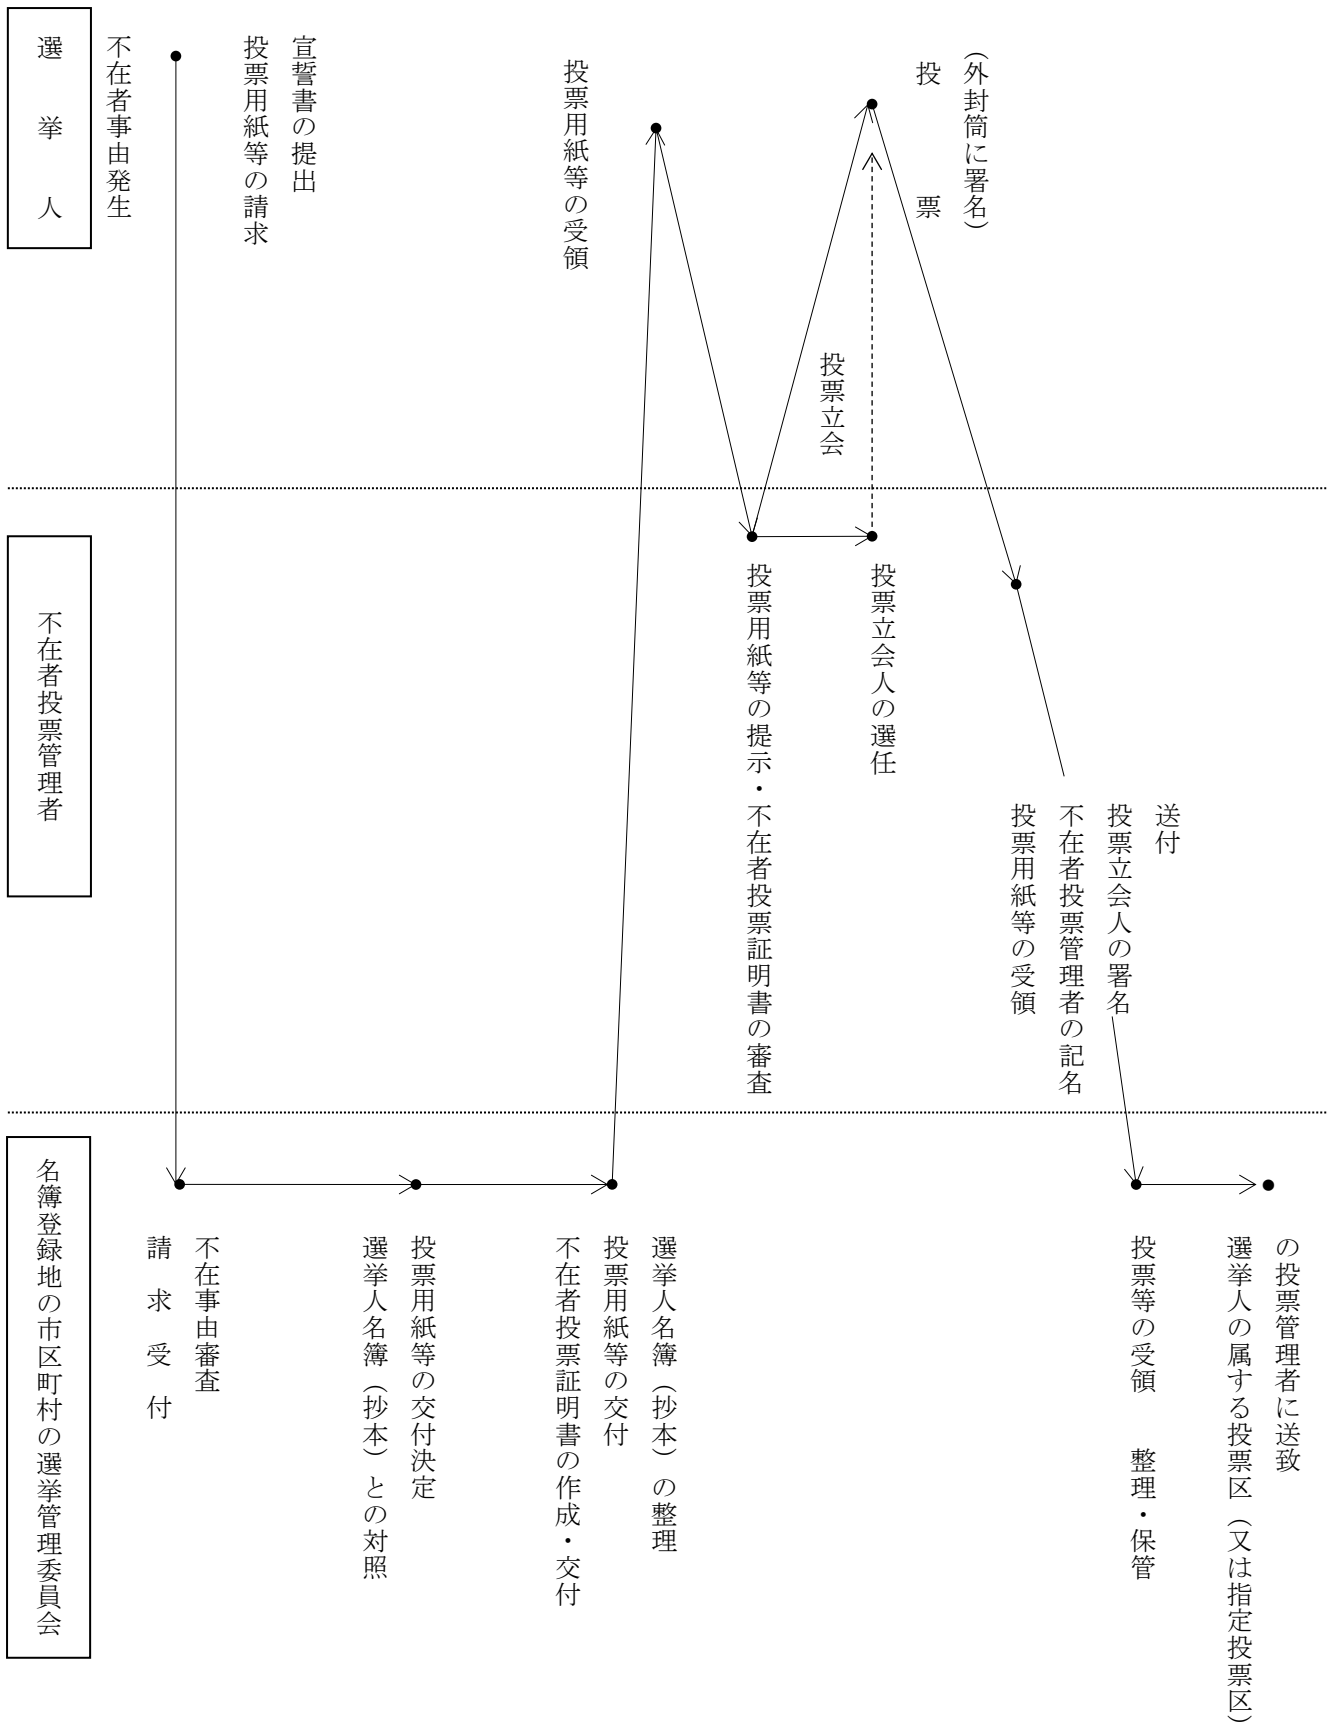 選挙人
不在者事由発生
投票用紙等の請求
宣誓書の提出
投票用紙等の受領
投票立会
投票
(外封筒に署名)
不在者投票管理者
投票用紙等の提示・不在者投票証明書の審査
投票立会人の選任
投票用紙等の受領
不在者投票管理者の記名
投票立会人の署名
送付
名簿登録地の市区町村の選挙管理委員会
請求受付
不在事由審査
選挙人名簿(抄本)との対照
投票用紙等の交付決定
不在者投票証明書の作成・交付
投票用紙等の交付
選挙人名簿(抄本)の整理
投票等の受領 整理・保管
選挙人の属する投票区(又は指定投票区)
の投票管理者に送致